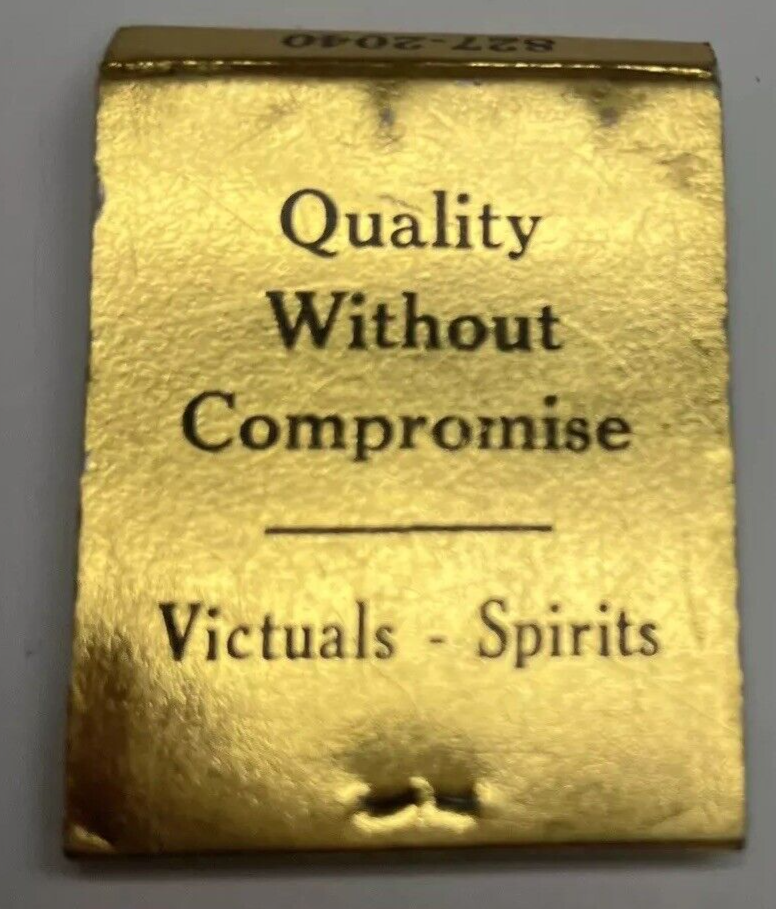 827-2040
Quality
Without
Compromise
Victuals - Spirits